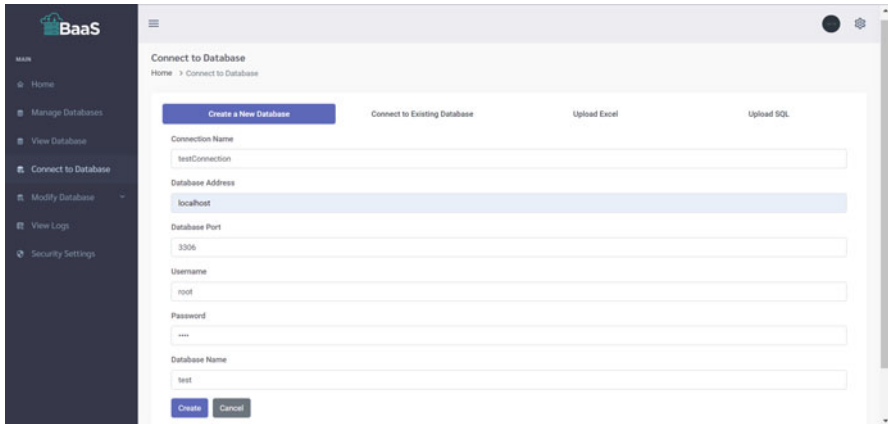 BaaS
MAIN
Home
Manage Databases
View Database
Connect to Database
Modify Database
View Logs
Security Settings
Connect to Database
Home > Connect to Database
Create a New Database Connect to Existing Database Upload Excel Upload SQL
Connection Name
testConnection
Database Address
localhost
Database Port
3306
Username
root
Password
••••
Database Name
test
Create Cancel